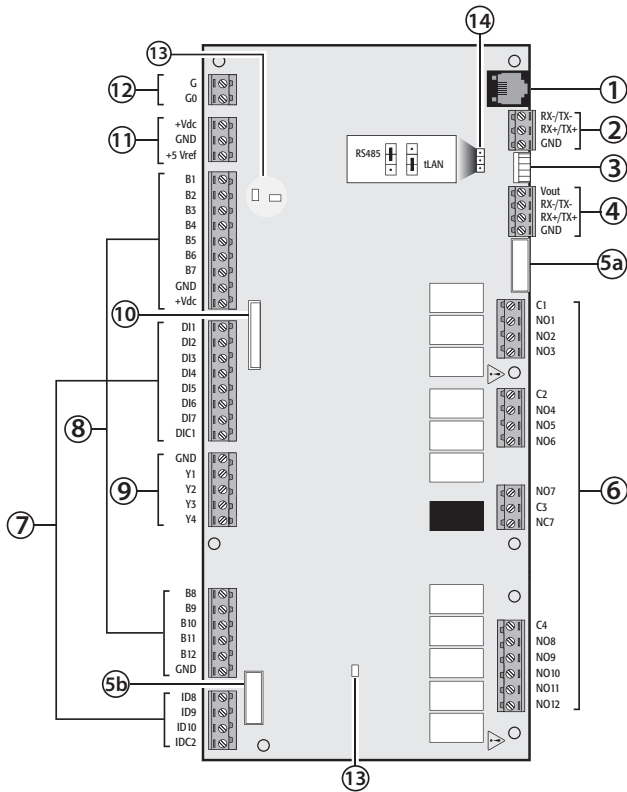 14
13
12
G
G0
1
+Vdc
GND
+5 Vref
11
RX-/TX-
RX+/TX+
GND
2
RS485
tLAN
3
B1
B2
B3
B4
B5
B6
B7
GND
+Vdc
Vout
RX-/TX-
RX+/TX+
GND
4
5a
10
C1
NO1
NO2
NO3
DI1
DI2
DI3
DI4
DI5
DI6
DI7
DIC1
8
C2
NO4
NO5
NO6
GND
Y1
Y2
Y3
Y4
9
7
NO7
C3
NC7
6
B8
B9
B10
B11
B12
GND
C4
NO8
NO9
NO10
NO11
NO12
5b
ID8
ID9
ID10
IDC2
13